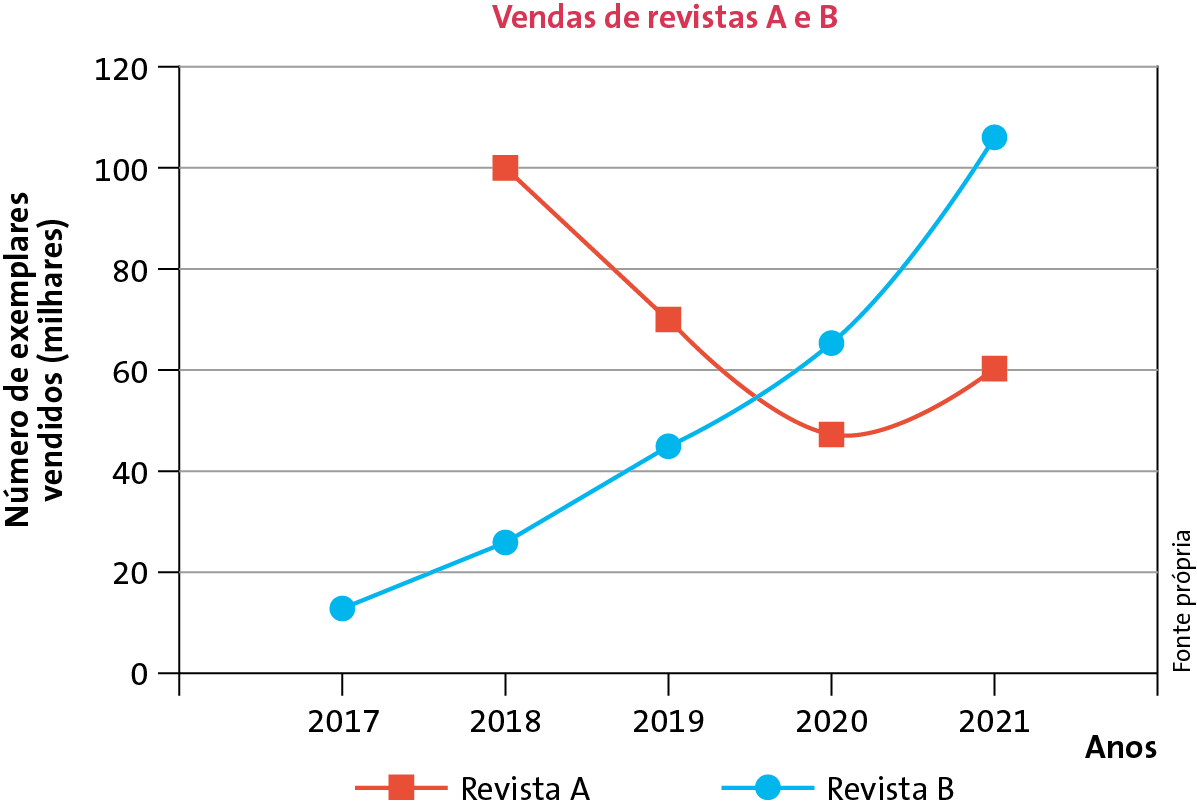 Vendas de revistas A e B
Número de exemplares
vendidos (milhares)
120
100
80
60
40
20
0
2017 2018 2019 2020 2021
Anos
Revista A Revista B
Fonte própria